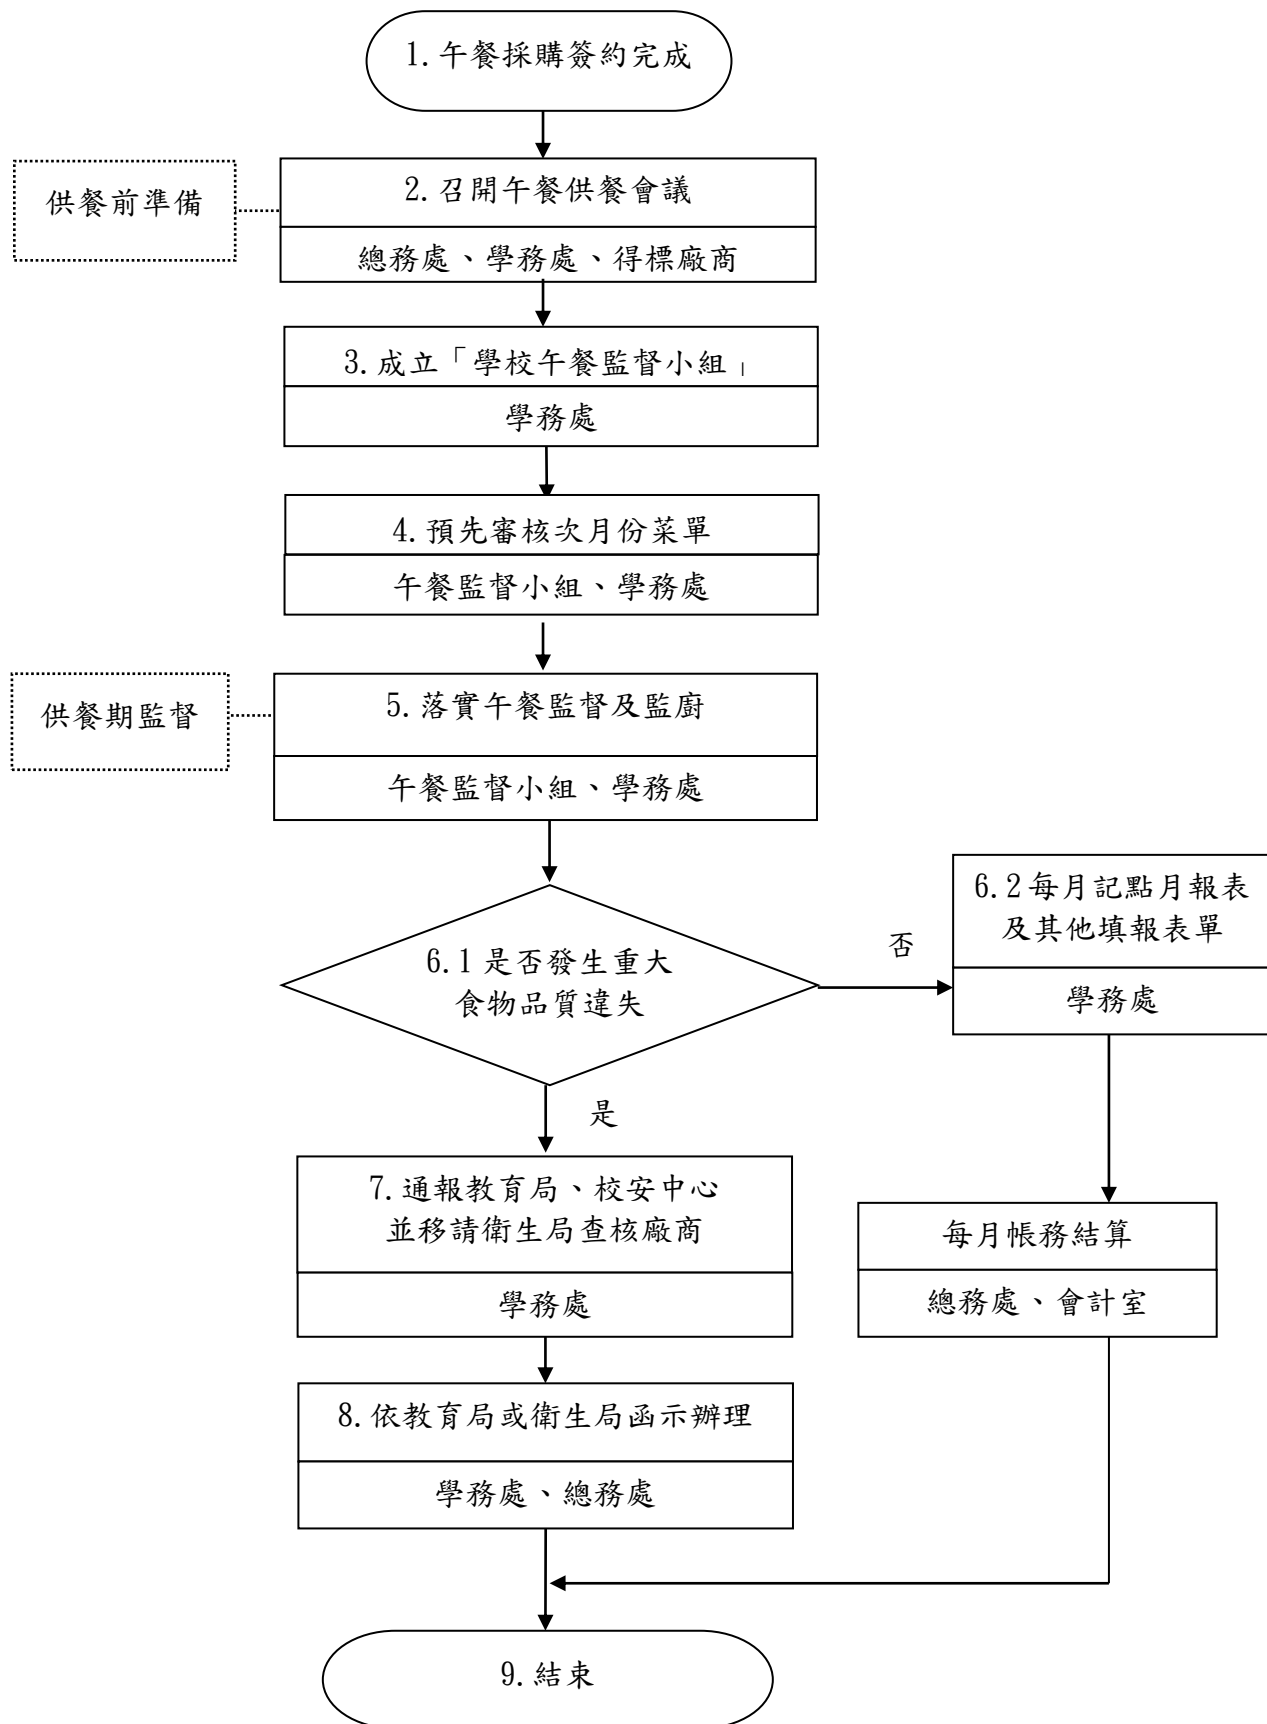 1.午餐採購簽約完成
供餐前準備
2.召開午餐供餐會議
總務處、學務處、得標廠商
3.成立「學校午餐監督小組」
學務處
4.預先審核次月份菜單
午餐監督小組、學務處
供餐期監督
5.落實午餐監督及監廚
午餐監督小組、學務處
6.1是否發生重大
食物品質違失
否
6.2每月記點月報表
及其他填報表單
學務處
是
7.通報教育局、校安中心
並移請衛生局查核廠商
學務處
每月帳務結算
總務處、會計室
8.依教育局或衛生局函示辦理
學務處、總務處
9.結束